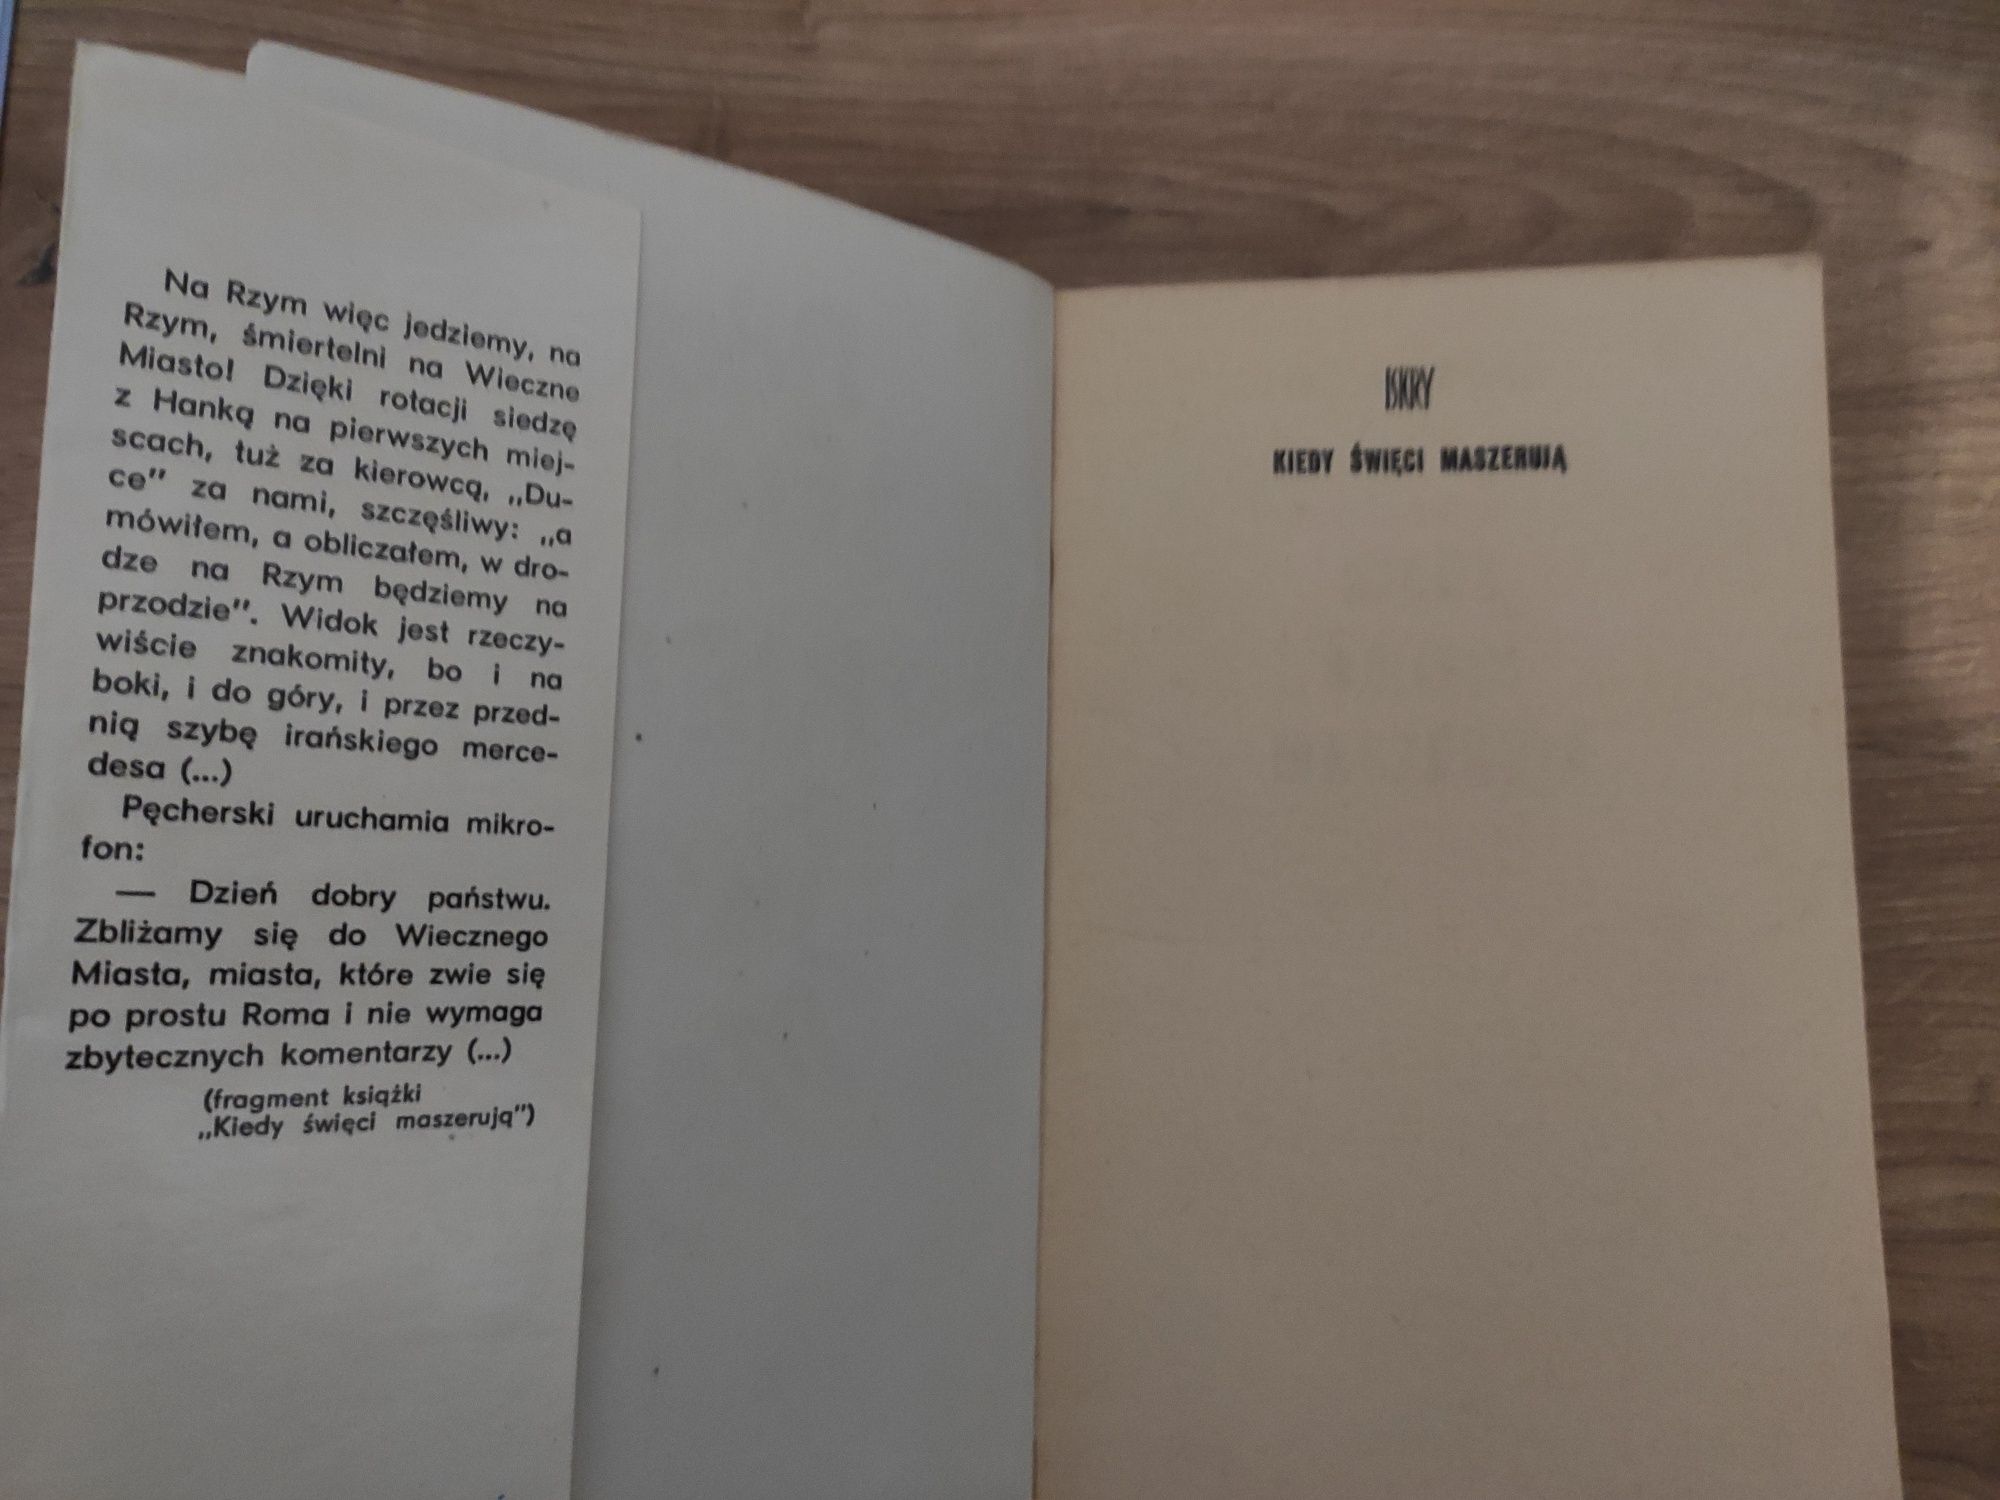 Na Rzym więc jedziemy, na
Rzym, śmiertelni na Wieczne
Miasto! Dzięki rotacji siedzę
z Hanką na pierwszych miej-
scach, tuż za kierowcą, „Du-
ce" za nami, szczęśliwy: „a
mówiłem, a obliczałem, w dro-
dze na Rzym będziemy na
przodzie". Widok jest rzeczy-
wiście znakomity, bo i na
boki, i do góry, i przez przed-
nią szybę irańskiego merce-
desa (...)
Pęcherski uruchamia mikro-
fon:
— Dzień dobry państwu.
Zbliżamy się do Wiecznego
Miasta, miasta, które zwie się
po prostu Roma i nie wymaga
zbytecznych komentarzy (...)
(fragment książki
„Kiedy święci maszerują")
ISKRY
KIEDY ŚWIĘCI MASZERUJĄ